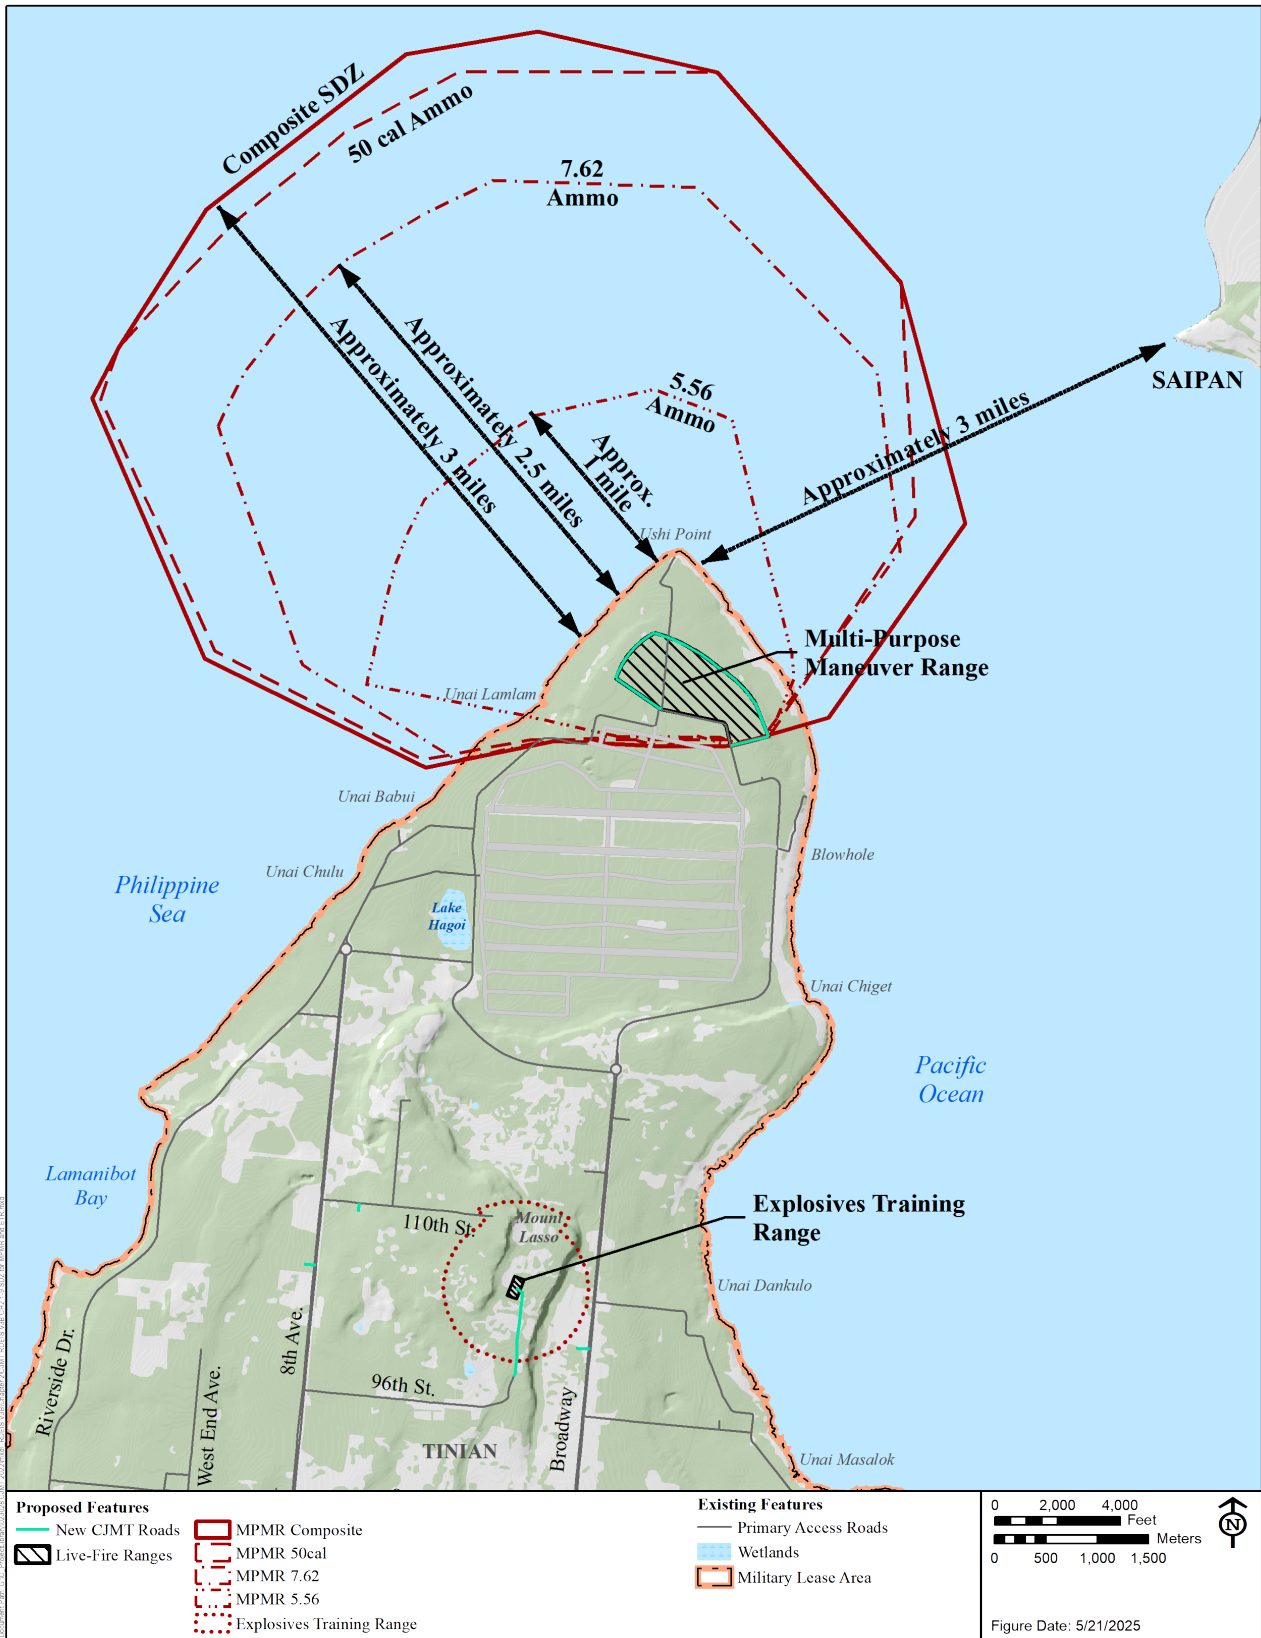 Composite SDZ
50 cal Ammo
7.62
Ammo
5.56
Ammo
Approximately 3 miles
Approximately 2.5 miles
Approx.
1 mile
Approximately 3 miles
SAIPAN
Ushi Point
Multi-Purpose
Maneuver Range
Unai Lamlam
Unai Babui
Unai Chulu
Blowhole
Philippine
Sea
Lake
Hagoi
Unai Chiget
Pacific
Ocean
Lamanibot
Bay
110th St.
Mount
Lasso
Explosives Training
Range
Unai Dankulo
Riverside Dr.
8th Ave.
West End Ave.
96th St.
Broadway
TINIAN
Unai Masalok
Proposed Features
New CJMT Roads
Live-Fire Ranges
MPMR Composite
MPMR 50cal
MPMR 7.62
MPMR 5.56
Explosives Training Range
Existing Features
Primary Access Roads
Wetlands
Military Lease Area
0 2,000 4,000
Feet
Meters
0 500 1,000 1,500
N
Figure Date: 5/21/2025